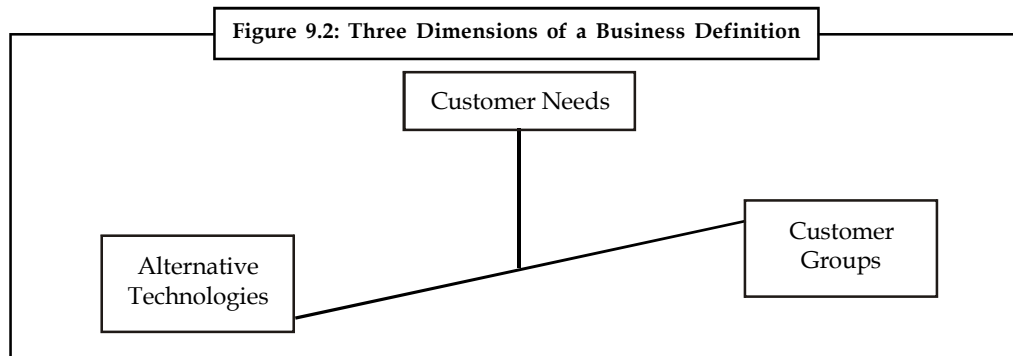 Figure 9.2: Three Dimensions of a Business Definition
Customer Needs
Customer
Groups
Alternative
Technologies